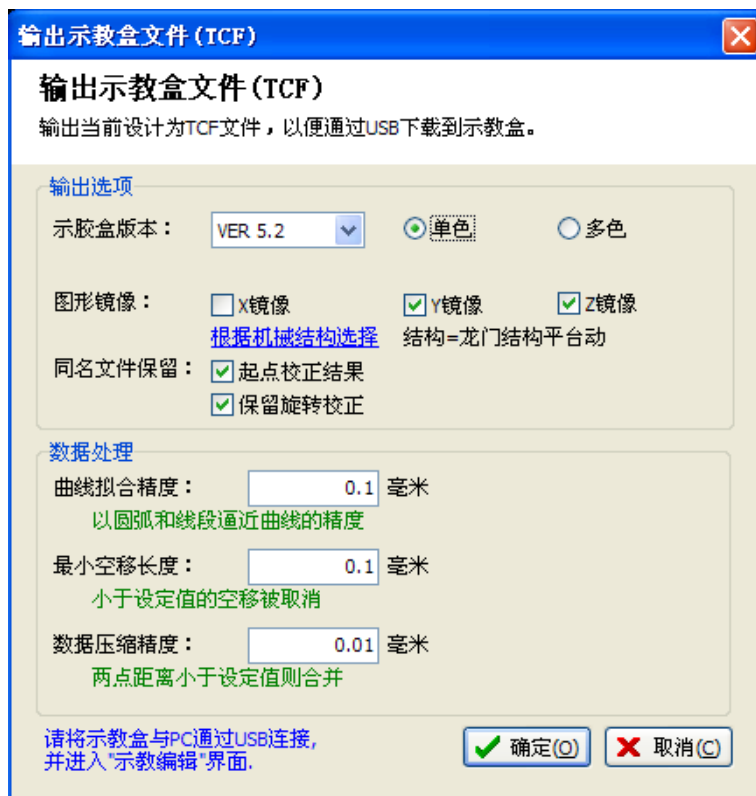 输出示教盒文件(TCF)
输出示教盒文件(TCF)
输出当前设计为TCF文件，以便通过USB下载到示教盒。
输出选项
示胶盒版本： VER 5.2 单色 多色
图形镜像： X镜像 Y镜像 Z镜像
根据机械结构选择 结构=龙门结构平台动
同名文件保留： 起点校正结果
保留旋转校正
数据处理
曲线拟合精度： 0.1 毫米
以圆弧和线段逼近曲线的精度
最小空移长度： 0.1 毫米
小于设定值的空移被取消
数据压缩精度： 0.01 毫米
两点距离小于设定值则合并
请将示教盒与PC通过USB连接,
并进入"示教编辑"界面.
确定(O) 取消(C)